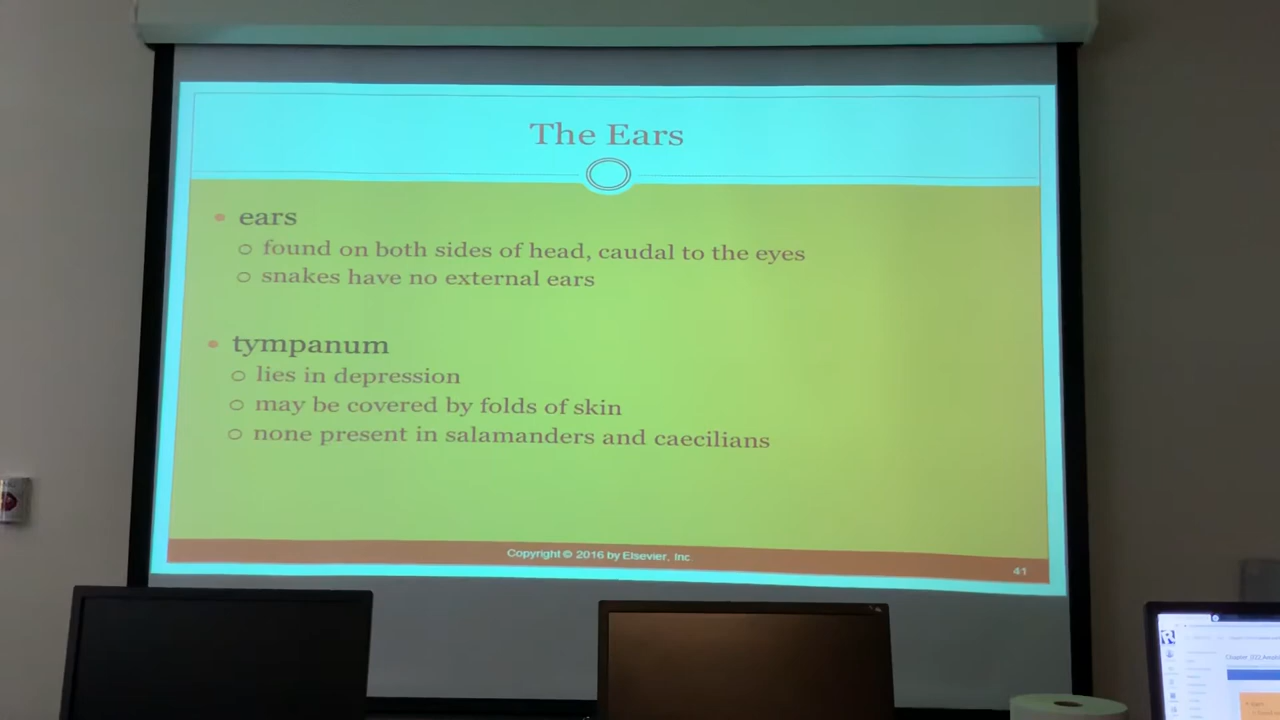 The Ears
ears
found on both sides of head, caudal to the eyes
snakes have no external ears
tympanum
lies in depression
may be covered by folds of skin
none present in salamanders and caecilians
Copyright © 2016 by Elsevier, Inc
41